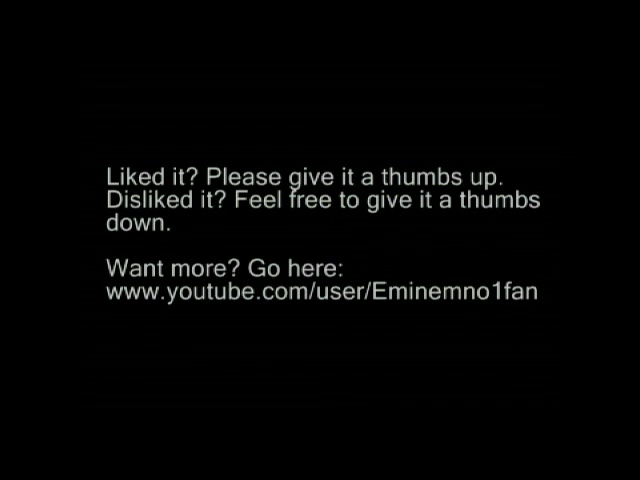 Liked it? Please give it a thumbs up.
Disliked it? Feel free to give it a thumbs
down.
Want more? Go here:
www.youtube.com/user/Eminemno1fan